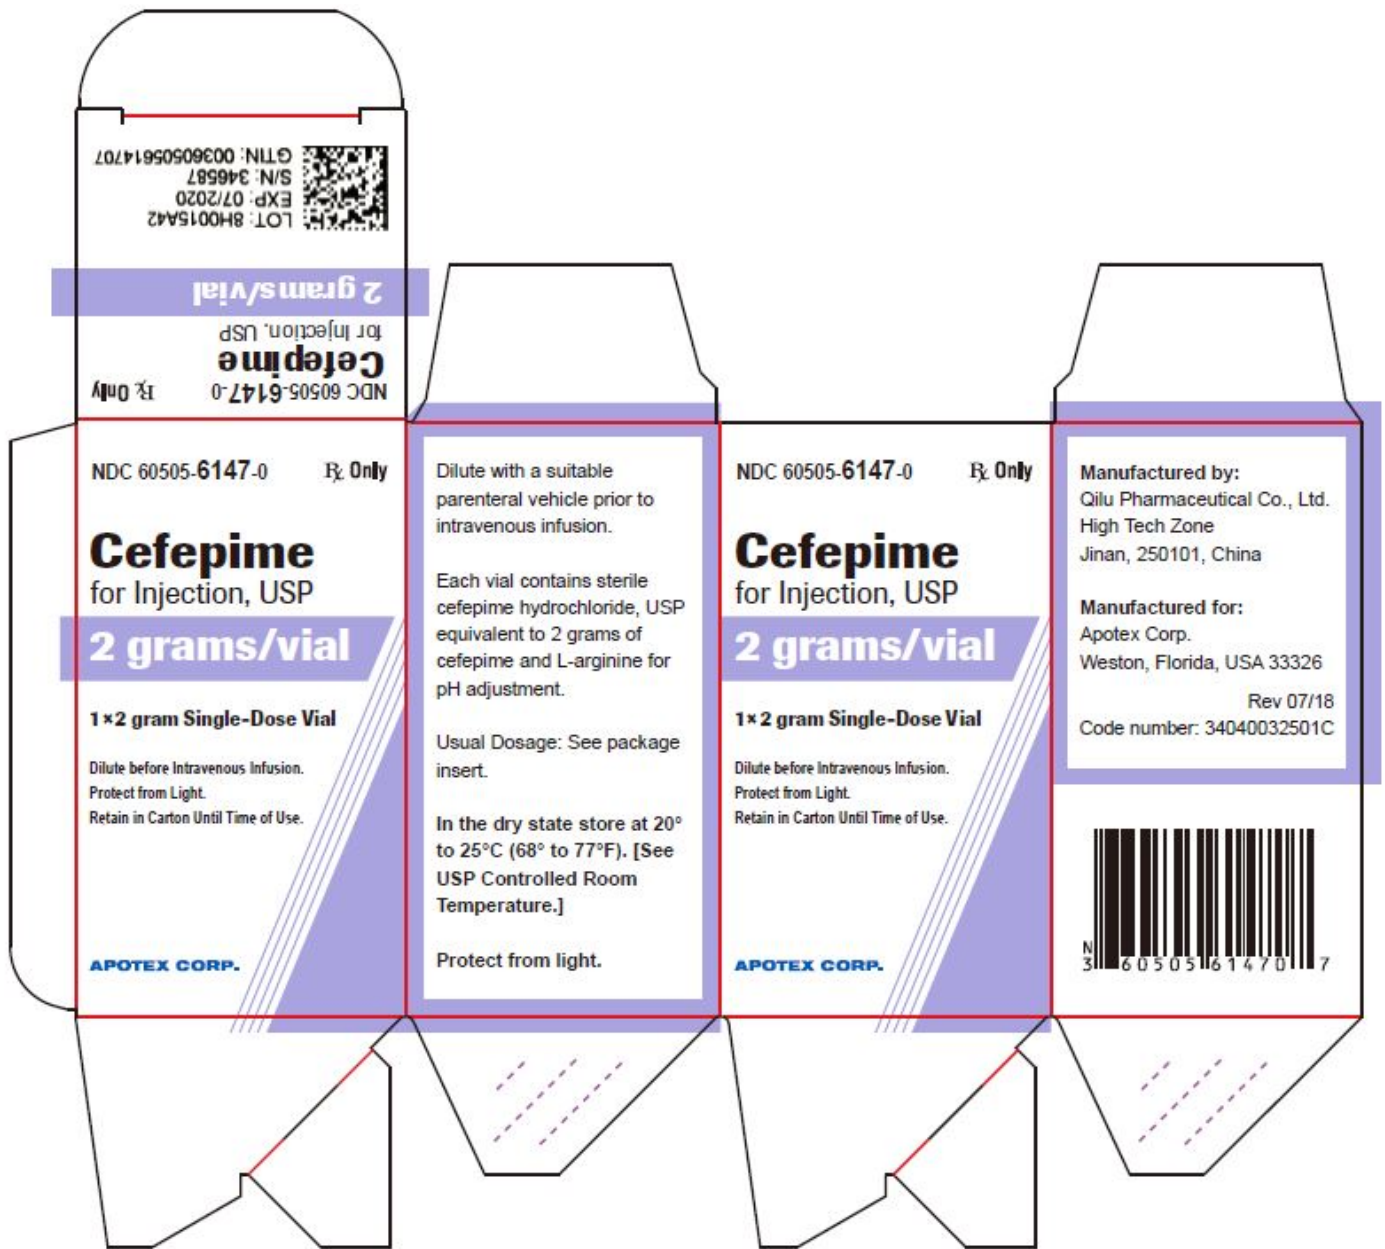 GTIN: 00360505614707
S/N: 346587
EXP: 07/2020
LOT: 8H0015A42
2 grams/vial
for Injection, USP
Cefepime
NDC 60505-6147-0 ℞ Only
NDC 60505-6147-0 ℞ Only
Cefepime
for Injection, USP
2 grams/vial
1×2 gram Single-Dose Vial
Dilute before Intravenous Infusion.
Protect from Light.
Retain in Carton Until Time of Use.
APOTEX CORP.
Dilute with a suitable
parenteral vehicle prior to
intravenous infusion.
Each vial contains sterile
cefepime hydrochloride, USP
equivalent to 2 grams of
cefepime and L-arginine for
pH adjustment.
Usual Dosage: See package
insert.
In the dry state store at 20°
to 25°C (68° to 77°F). [See
USP Controlled Room
Temperature.]
Protect from light.
NDC 60505-6147-0 ℞ Only
Cefepime
for Injection, USP
2 grams/vial
1×2 gram Single-Dose Vial
Dilute before Intravenous Infusion.
Protect from Light.
Retain in Carton Until Time of Use.
APOTEX CORP.
Manufactured by:
Qilu Pharmaceutical Co., Ltd.
High Tech Zone
Jinan, 250101, China
Manufactured for:
Apotex Corp.
Weston, Florida, USA 33326
Rev 07/18
Code number: 34040032501C
N
3 60505 61470 7